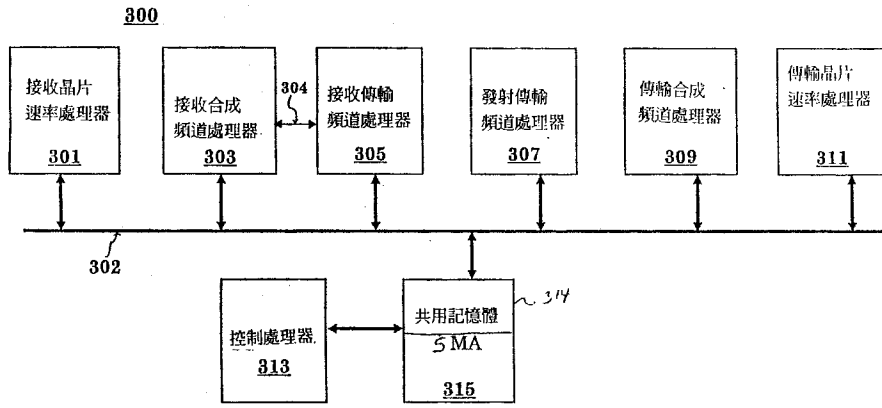 300
接收晶片
速率處理器
301
接收合成
頻道處理器
303
304
接收傳輸
頻道處理器
305
發射傳輸
頻道處理器
307
傳輸合成
頻道處理器
309
傳輸晶片
速率處理器
311
302
控制處理器
313
共用記憶體
SMA
315
314